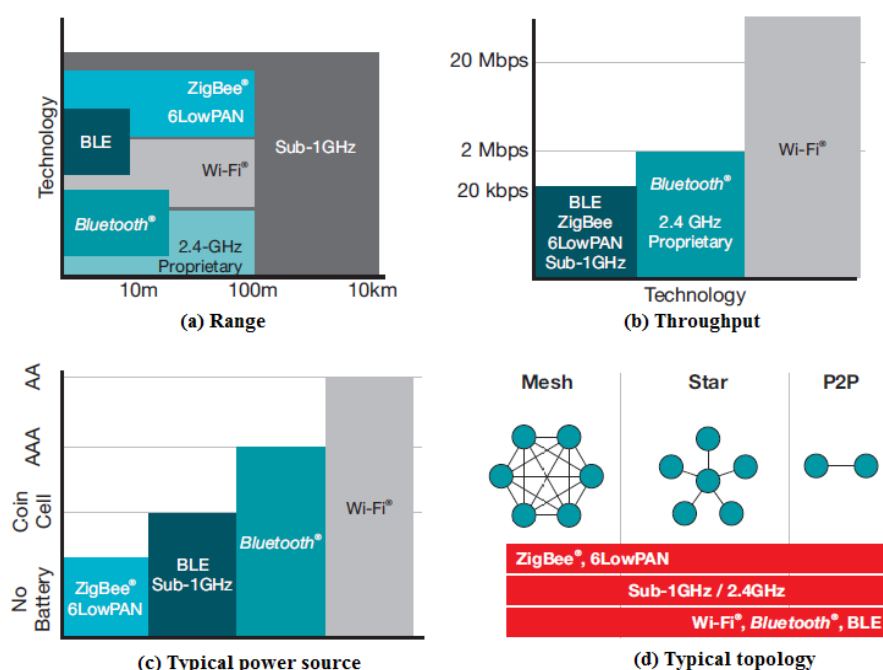 Technology
ZigBee®
6LowPAN
BLE
Wi-Fi®
Sub-1GHz
Bluetooth®
2.4-GHz
Proprietary
10m 100m 10km
(a) Range
20 Mbps
2 Mbps
20 kbps
Wi-Fi®
BLE
ZigBee
6LowPAN
Sub-1GHz
Bluetooth®
2.4 GHz
Proprietary
Technology
(b) Throughput
AA
AAA
Coin
Cell
No
Battery
ZigBee®
6LowPAN
BLE
Sub-1GHz
Bluetooth®
Wi-Fi®
(c) Typical power source
Mesh Star P2P
ZigBee®, 6LowPAN
Sub-1GHz / 2.4GHz
Wi-Fi®, Bluetooth®, BLE
(d) Typical topology